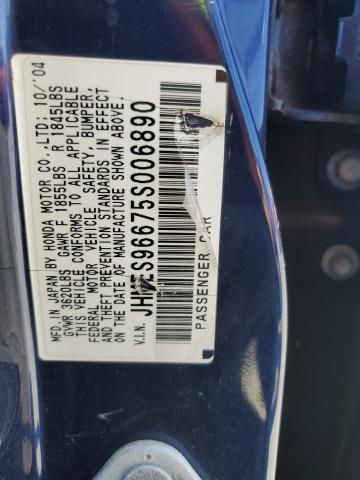 MFD. IN JAPAN BY HONDA MOTOR CO.,LTD: 10/'04
GVWR 3620LBS GAWR F 1855LBS R 1845LBS
THIS VEHICLE CONFORMS TO ALL APPLICABLE
FEDERAL MOTOR VEHICLE SAFETY, BUMPER,
AND THEFT PREVENTION STANDARDS IN EFFECT
ON THE DATE OF MANUFACTURE SHOWN ABOVE.
V.I.N. JHMES96675S006890
PASSENGER CAR